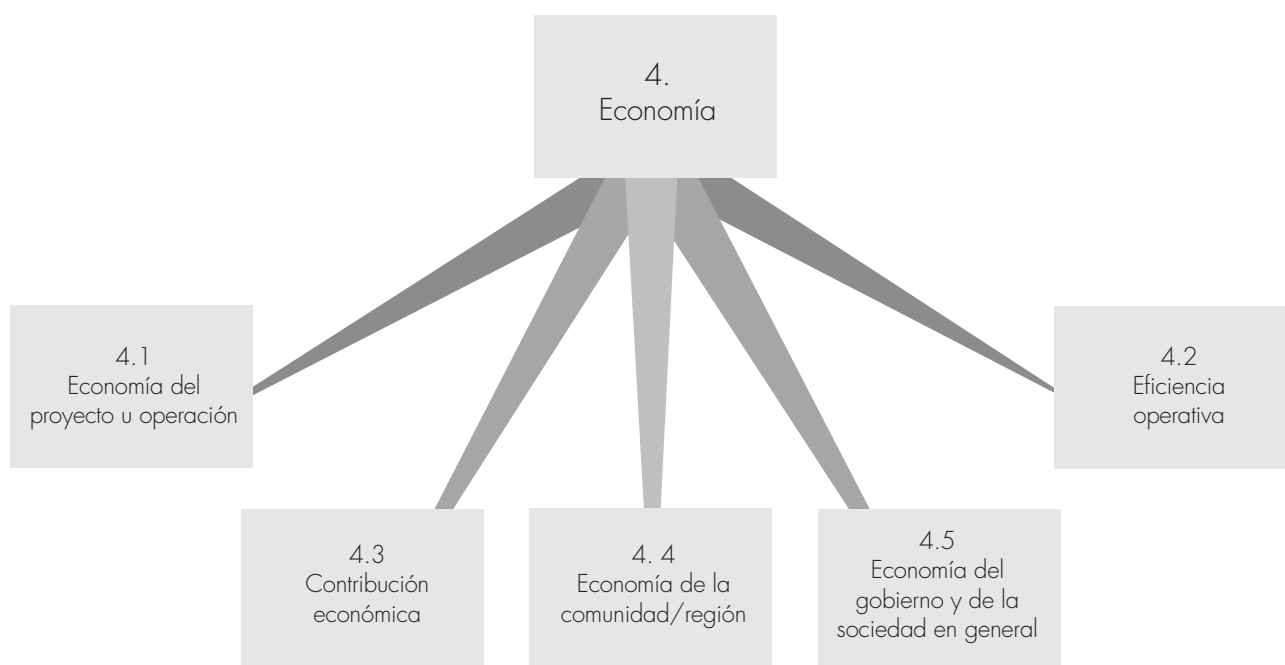 4.
Economía
4.1
Economía del
proyecto u operación
4.2
Eficiencia
operativa
4.3
Contribución
económica
4. 4
Economía de la
comunidad/región
4.5
Economía del
gobierno y de la
sociedad en general